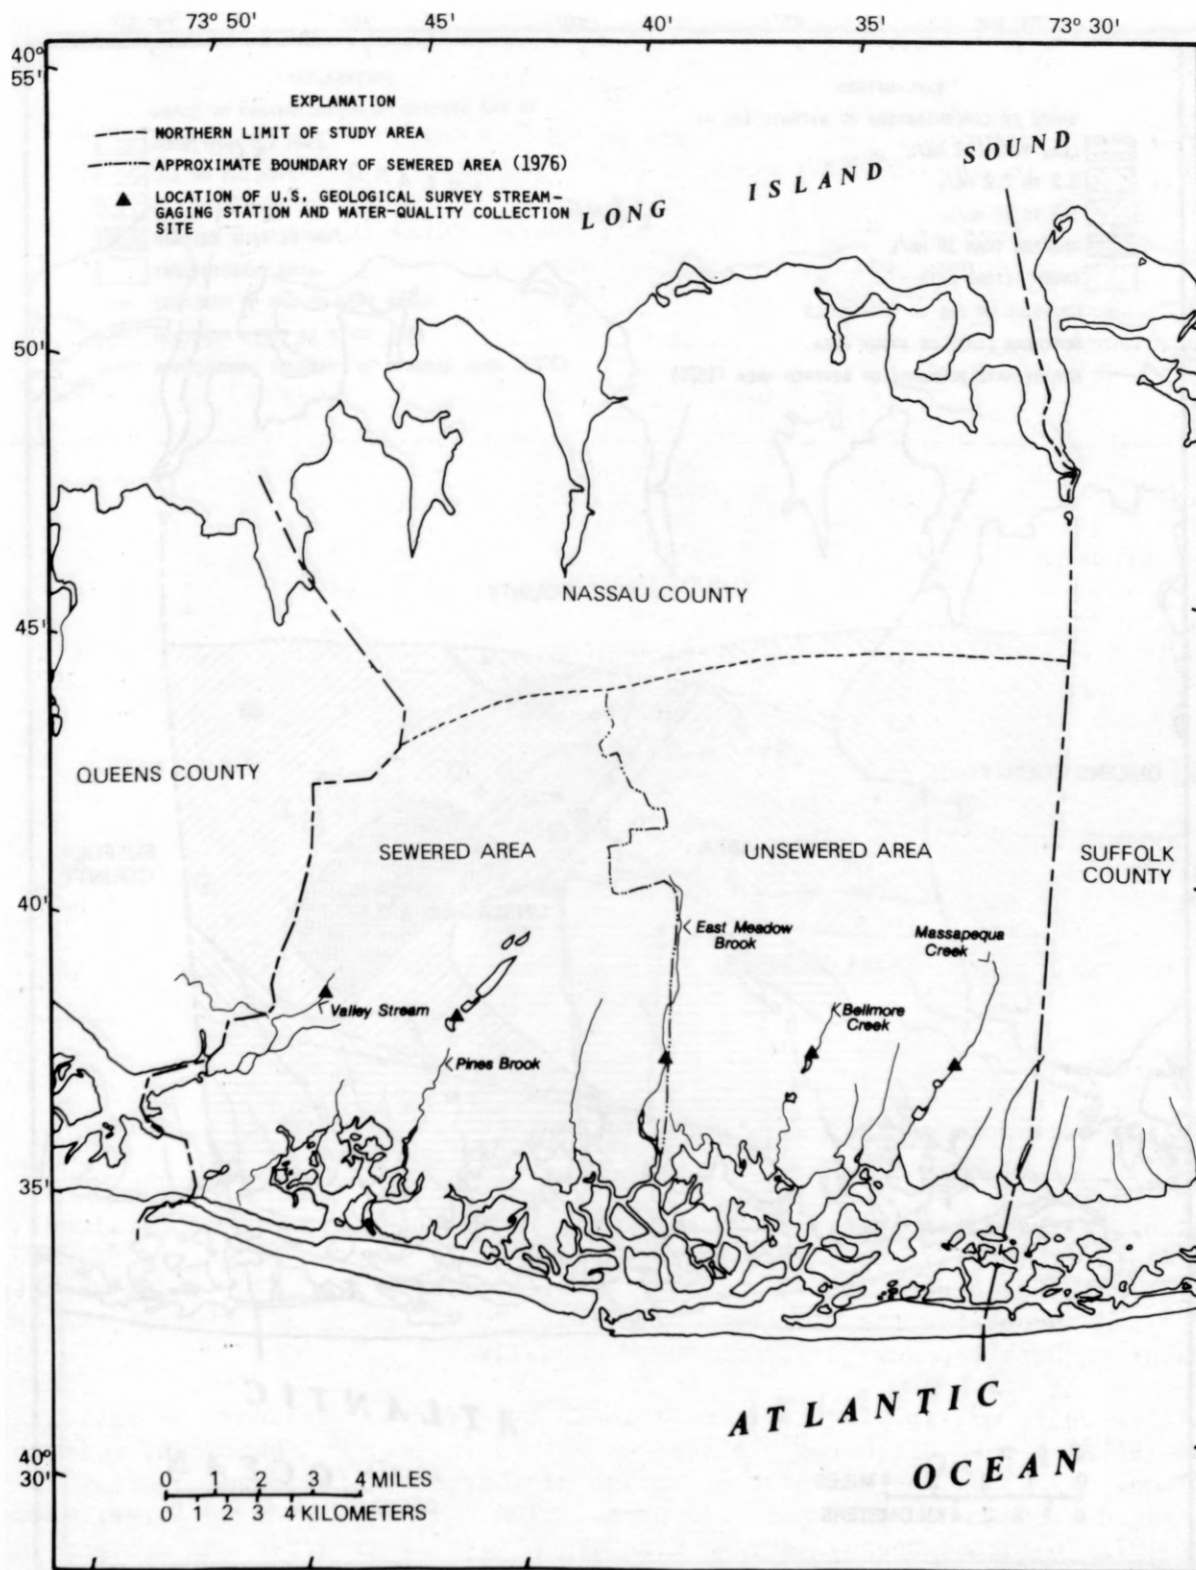 73° 50' 45' 40' 35' 73° 30'
40°
55'
EXPLANATION
NORTHERN LIMIT OF STUDY AREA
APPROXIMATE BOUNDARY OF SEWERED AREA (1976)
LOCATION OF U.S. GEOLOGICAL SURVEY STREAM-
GAGING STATION AND WATER-QUALITY COLLECTION
SITE
LONG ISLAND SOUND
50'
NASSAU COUNTY
45'
QUEENS COUNTY
SEWERED AREA
UNSEWERED AREA
SUFFOLK
COUNTY
40'
East Meadow
Brook
Massapequa
Creek
Valley Stream
Bellmore
Creek
Pines Brook
35'
ATLANTIC
OCEAN
40°
30'
0 1 2 3 4 MILES
0 1 2 3 4 KILOMETERS